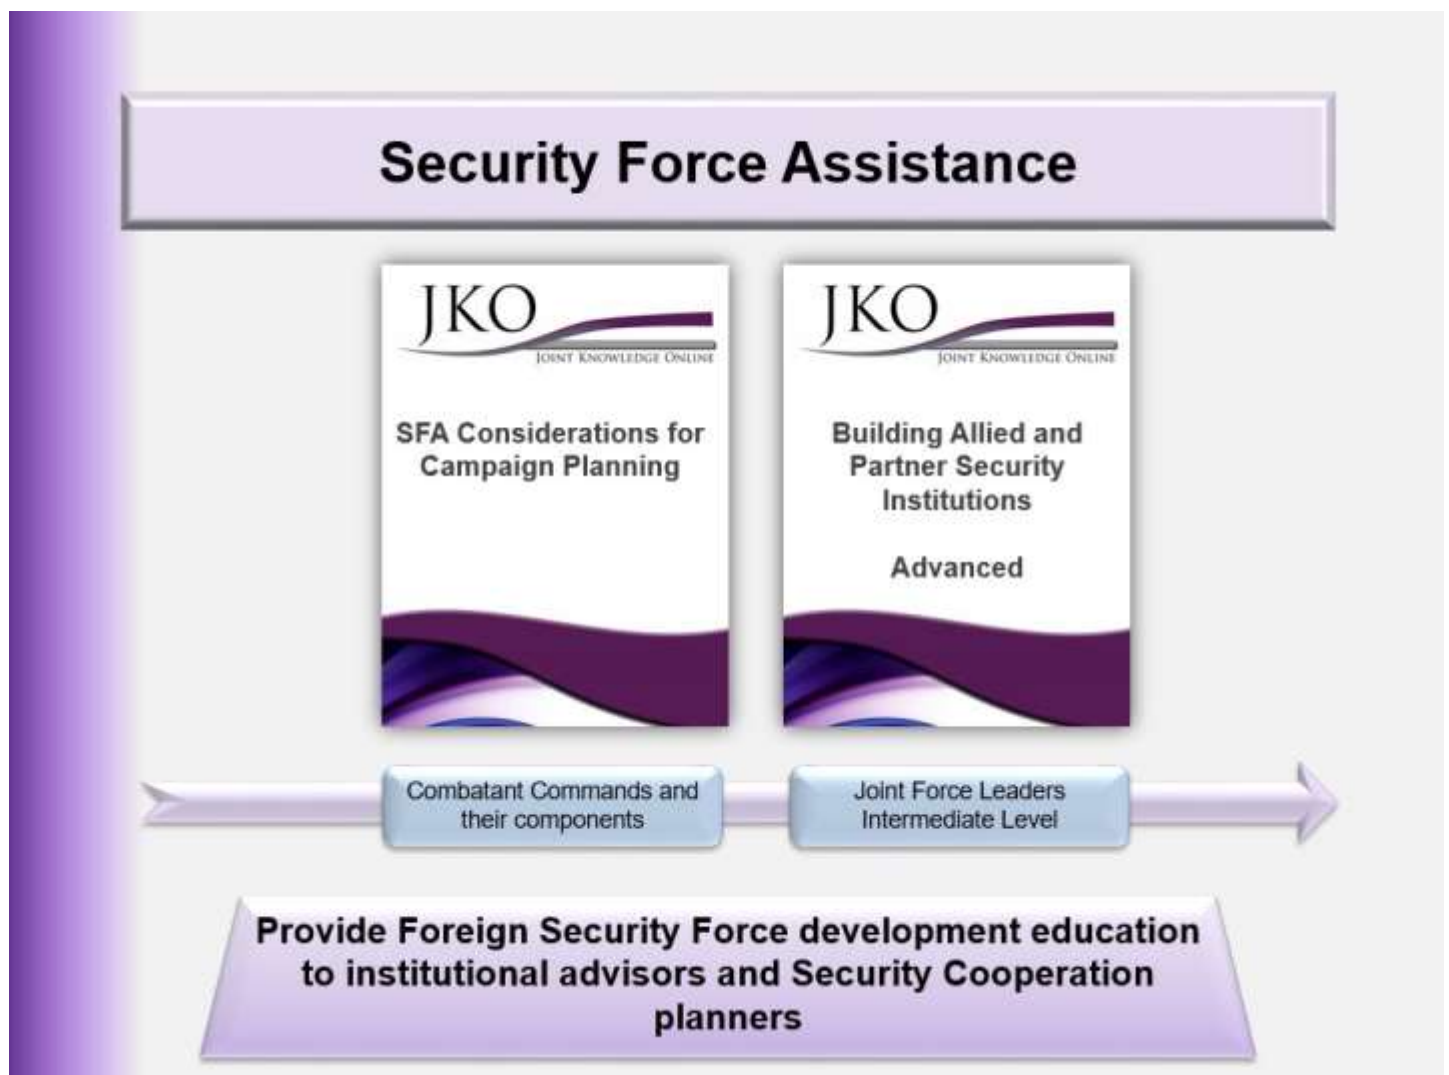 Security Force Assistance
JKO
JOINT KNOWLEDGE ONLINE
SFA Considerations for
Campaign Planning
JKO
JOINT KNOWLEDGE ONLINE
Building Allied and
Partner Security
Institutions
Advanced
Combatant Commands and
their components
Joint Force Leaders
Intermediate Level
Provide Foreign Security Force development education
to institutional advisors and Security Cooperation
planners